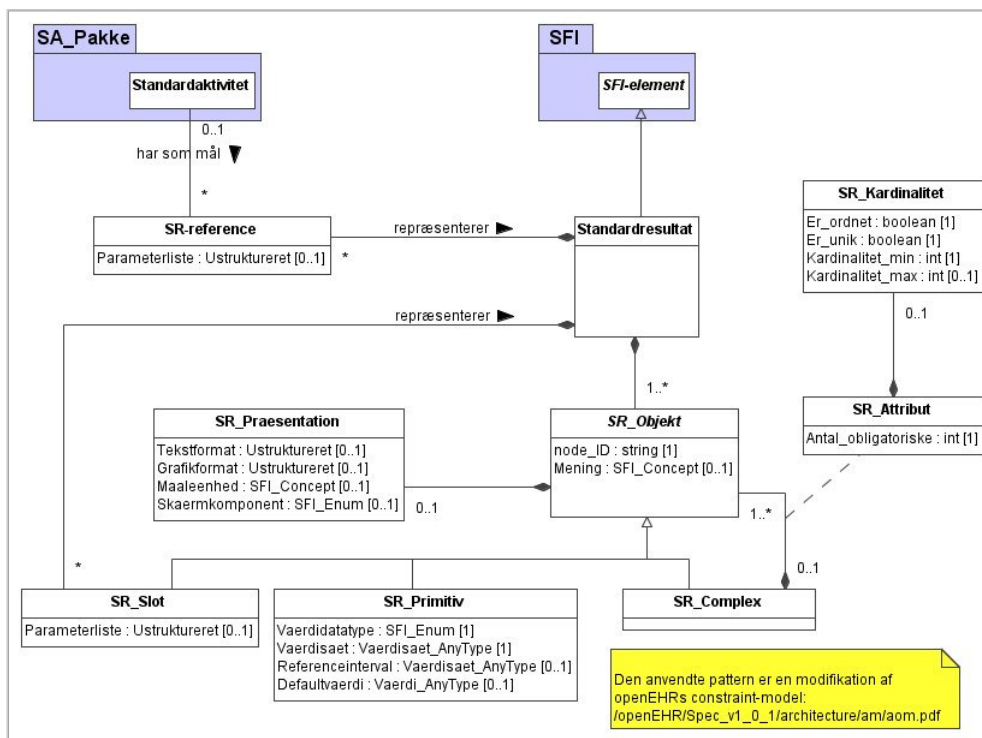 SA_Pakke
Standardaktivitet
0..1
har som mål
*
SFI
SFI-element
SR-reference
Parameterliste : Ustruktureret [0..1]
*
repræsenterer
Standardresultat
repræsenterer
SR_Kardinalitet
Er_ordnet : boolean [1]
Er_unik : boolean [1]
Kardinalitet_min : int [1]
Kardinalitet_max : int [0..1]
0..1
1..*
SR_Praesentation
Tekstformat : Ustruktureret [0..1]
Grafikformat : Ustruktureret [0..1]
Maaleenhed : SFI_Concept [0..1]
Skaermkomponent : SFI_Enum [0..1]
0..1
SR_Objekt
node_ID : string [1]
Mening : SFI_Concept [0..1]
SR_Attribut
Antal_obligatoriske : int [1]
1..*
0..1
*
SR_Slot
Parameterliste : Ustruktureret [0..1]
SR_Primitiv
Vaerdidatatype : SFI_Enum [1]
Vaerdisaet : Vaerdisaet_AnyType [1]
Referenceinterval : Vaerdisaet_AnyType [0..1]
Defaultvaerdi : Vaerdi_AnyType [0..1]
SR_Complex
Den anvendte pattern er en modifikation af
openEHRs constraint-model:
/openEHR/Spec_v1_0_1/architecture/am/aom.pdf